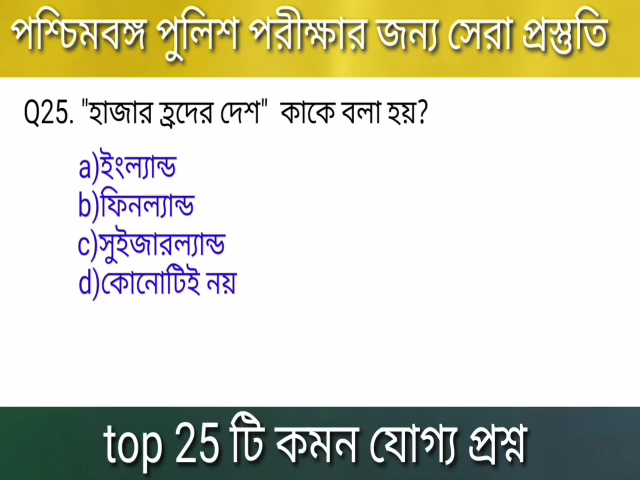 পশ্চিমবঙ্গ পুলিশ পরীক্ষার জন্য সেরা প্রস্তুতি
Q25. "হাজার হ্রদের দেশ" কাকে বলা হয়?
a)ইংল্যান্ড
b)ফিনল্যান্ড
c)সুইজারল্যান্ড
d)কোনোটিই নয়
top 25 টি কমন যোগ্য প্রশ্ন